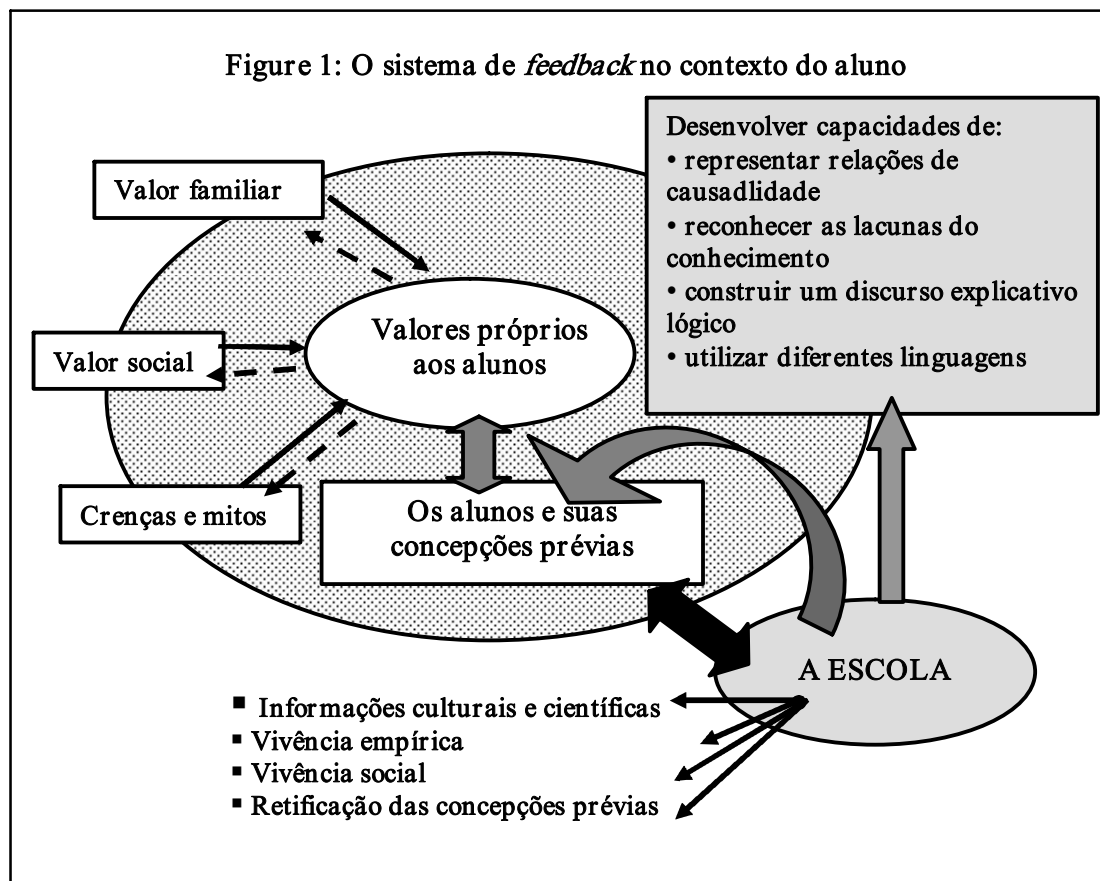 Figure 1: O sistema de feedback no contexto do aluno
Desenvolver capacidades de:
• representar relações de
causadlidade
• reconhecer as lacunas do
conhecimento
• construir um discurso explicativo
lógico
• utilizar diferentes linguagens
Valor familiar
Valores próprios
aos alunos
Valor social
Crenças e mitos
Os alunos e suas
concepções prévias
A ESCOLA
▪ Informações culturais e científicas
▪ Vivência empírica
▪ Vivência social
▪ Retificação das concepções prévias